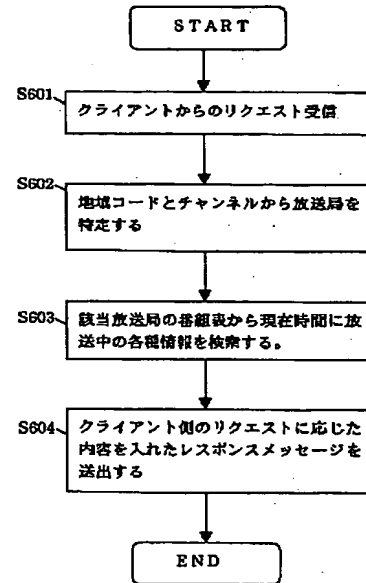 START
S601
クライアントからのリクエスト受信
S602
地域コードとチャンネルから放送局を
特定する
S603
該当放送局の番組表から現在時間に放送
中の各種情報を検索する。
S604
クライアント側のリクエストに応じた
内容を入れたレスポンスメッセージを
送出する
END